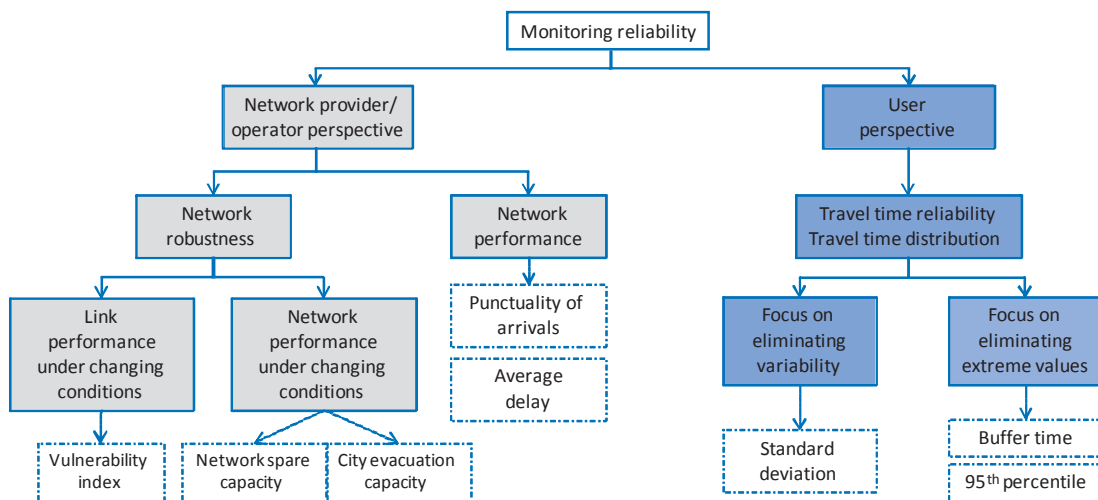 Monitoring reliability
Network provider/
operator perspective
User
perspective
Network
robustness
Network
performance
Travel time reliability
Travel time distribution
Link
performance
under changing
conditions
Network
performance
under changing
conditions
Punctuality of
arrivals
Average
delay
Focus on
eliminating
variability
Focus on
eliminating
extreme values
Vulnerability
index
Network spare
capacity
City evacuation
capacity
Standard
deviation
Buffer time
95th percentile